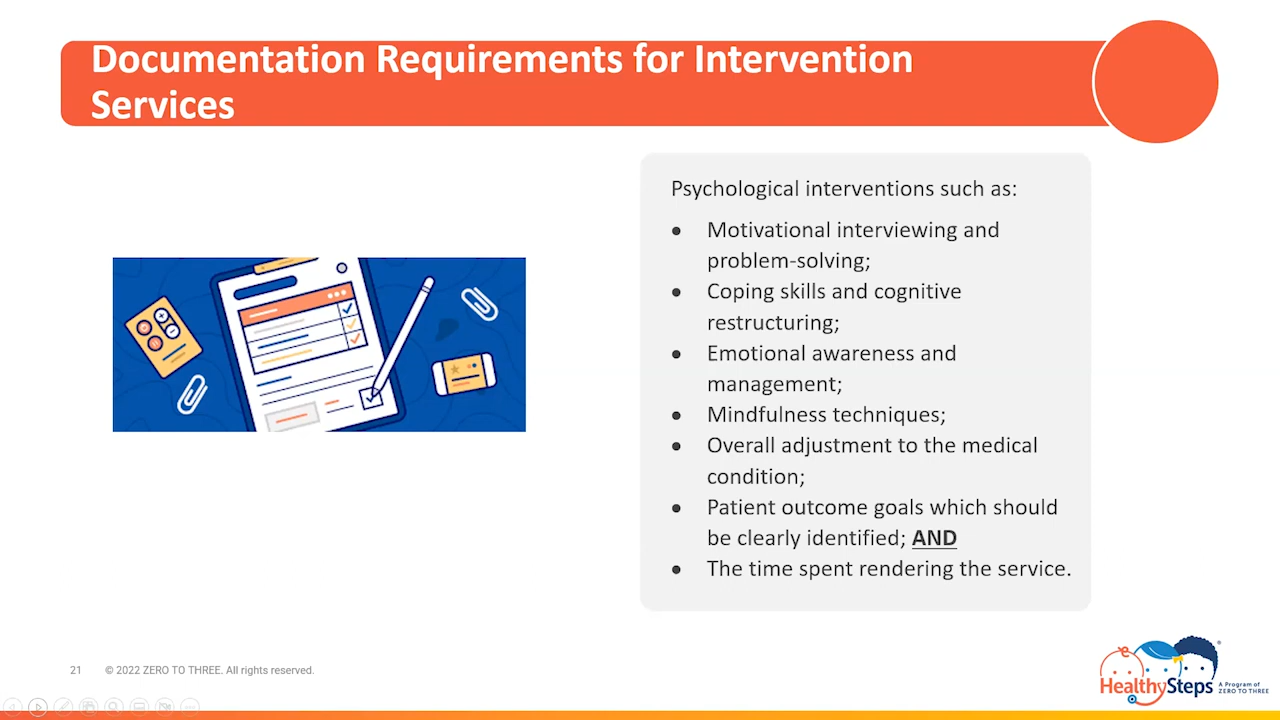 Documentation Requirements for Intervention
Services
Psychological interventions such as:
● Motivational interviewing and
problem-solving;
● Coping skills and cognitive
restructuring;
● Emotional awareness and
management;
● Mindfulness techniques;
● Overall adjustment to the medical
condition;
● Patient outcome goals which should
be clearly identified; AND
● The time spent rendering the service.
21 © 2022 ZERO TO THREE. All rights reserved.
HealthySteps
A Program of
ZERO TO THREE